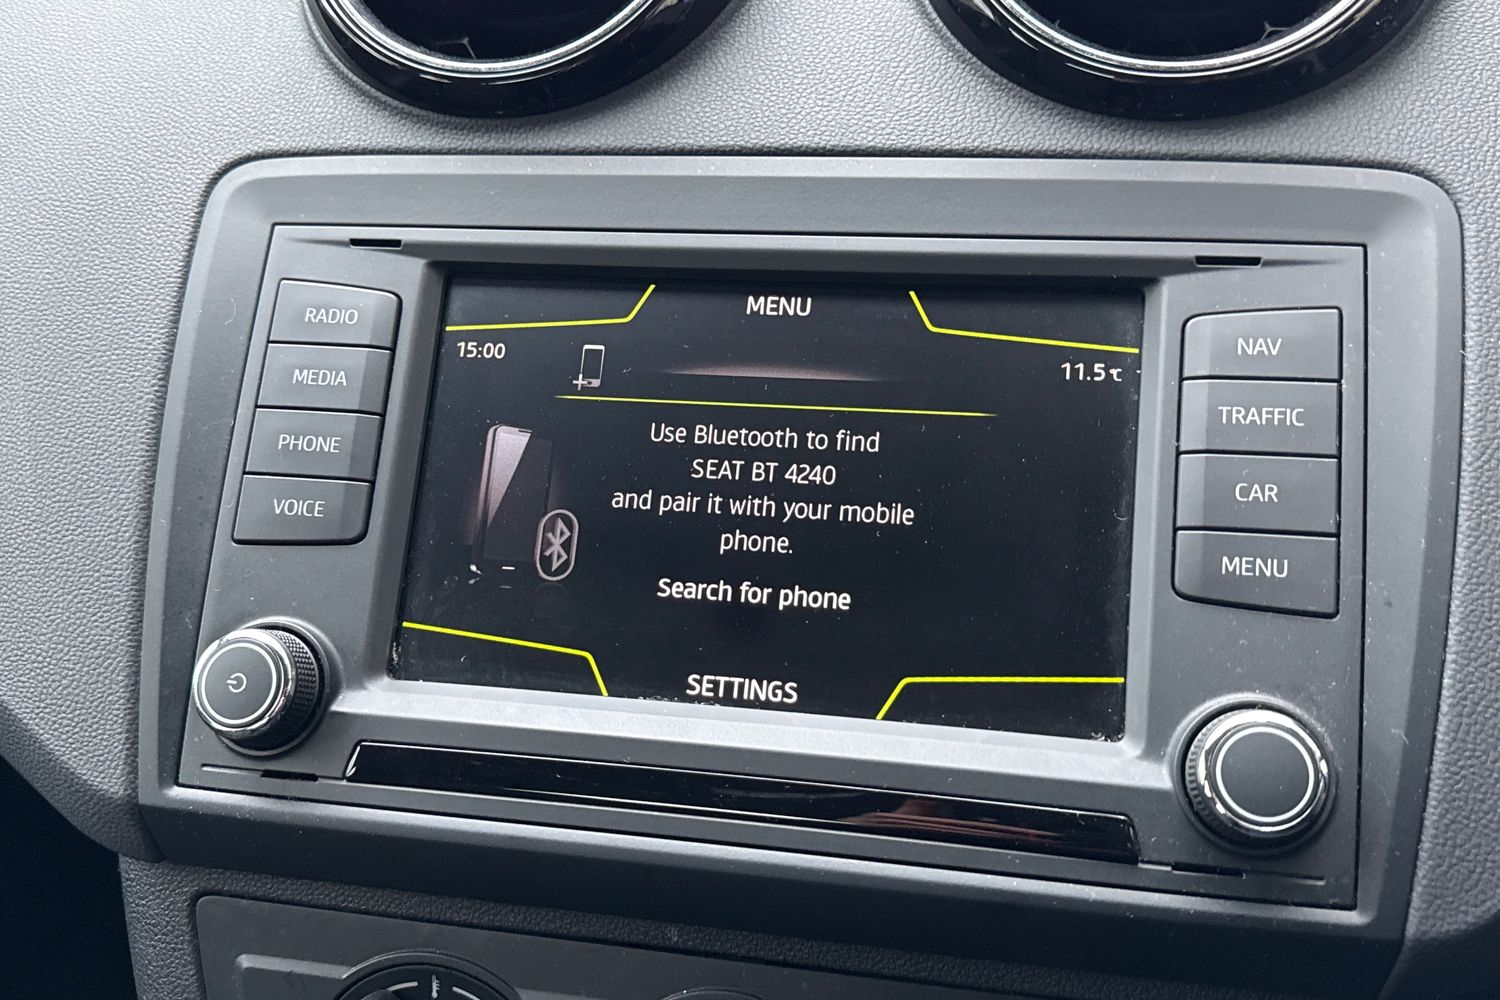 RADIO
MEDIA
PHONE
VOICE
MENU
15:00
11.5℃
Use Bluetooth to find
SEAT BT 4240
and pair it with your mobile
phone.
Search for phone
SETTINGS
NAV
TRAFFIC
CAR
MENU